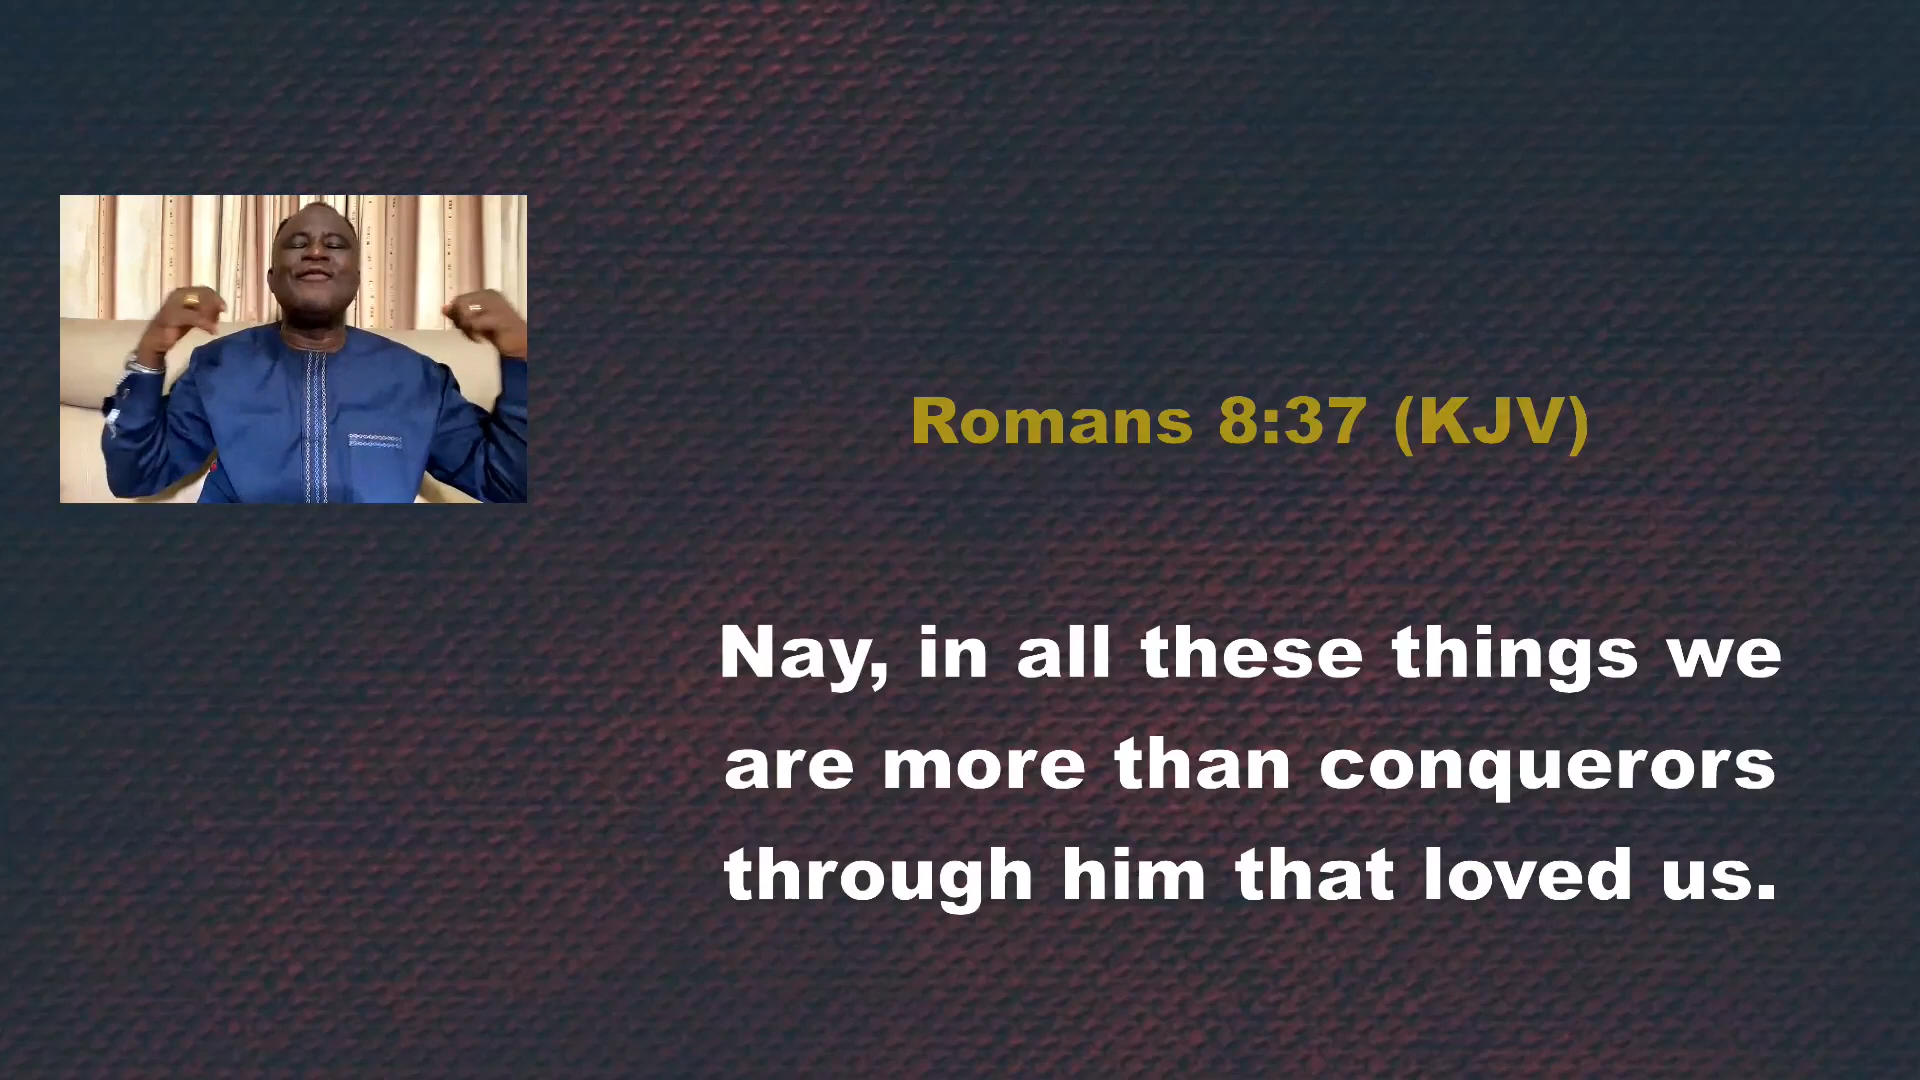 Romans 8:37 (KJV)
Nay, in all these things we
are more than conquerors
through him that loved us.